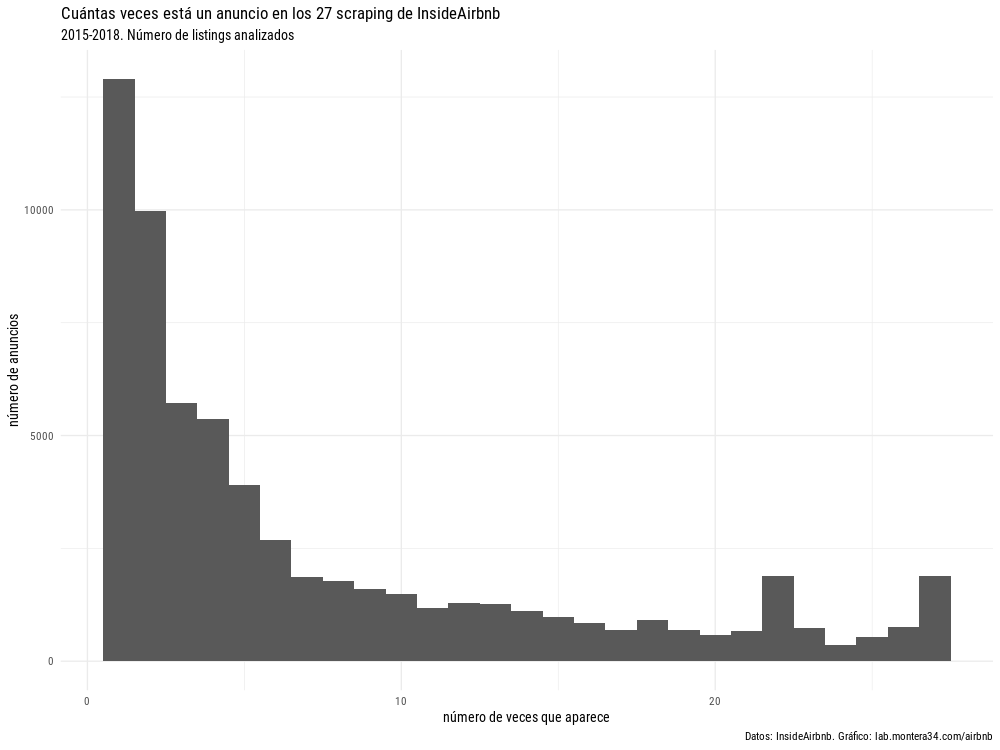 Cuántas veces está un anuncio en los 27 scraping de InsideAirbnb
2015-2018. Número de listings analizados
número de anuncios
10000
5000
0
0
10
20
número de veces que aparece
Datos: InsideAirbnb. Gráfico: lab.montera34.com/airbnb